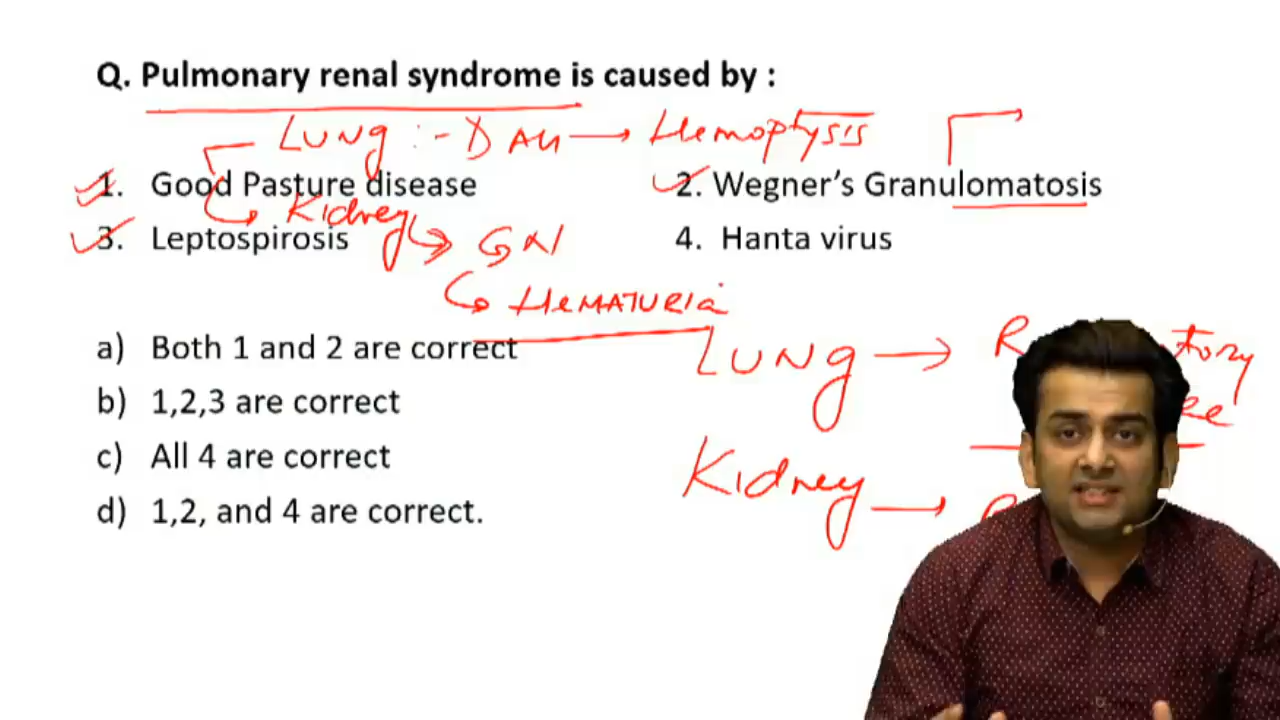 Q. Pulmonary renal syndrome is caused by :
Lung :- DAH → Hemoptysis
1. Good Pasture disease
2. Wegner's Granulomatosis
Kidney
3. Leptospirosis
GN
4. Hanta virus
HEMATURIA
a) Both 1 and 2 are correct
Lung →
b) 1,2,3 are correct
c) All 4 are correct
Kidney →
d) 1,2, and 4 are correct.